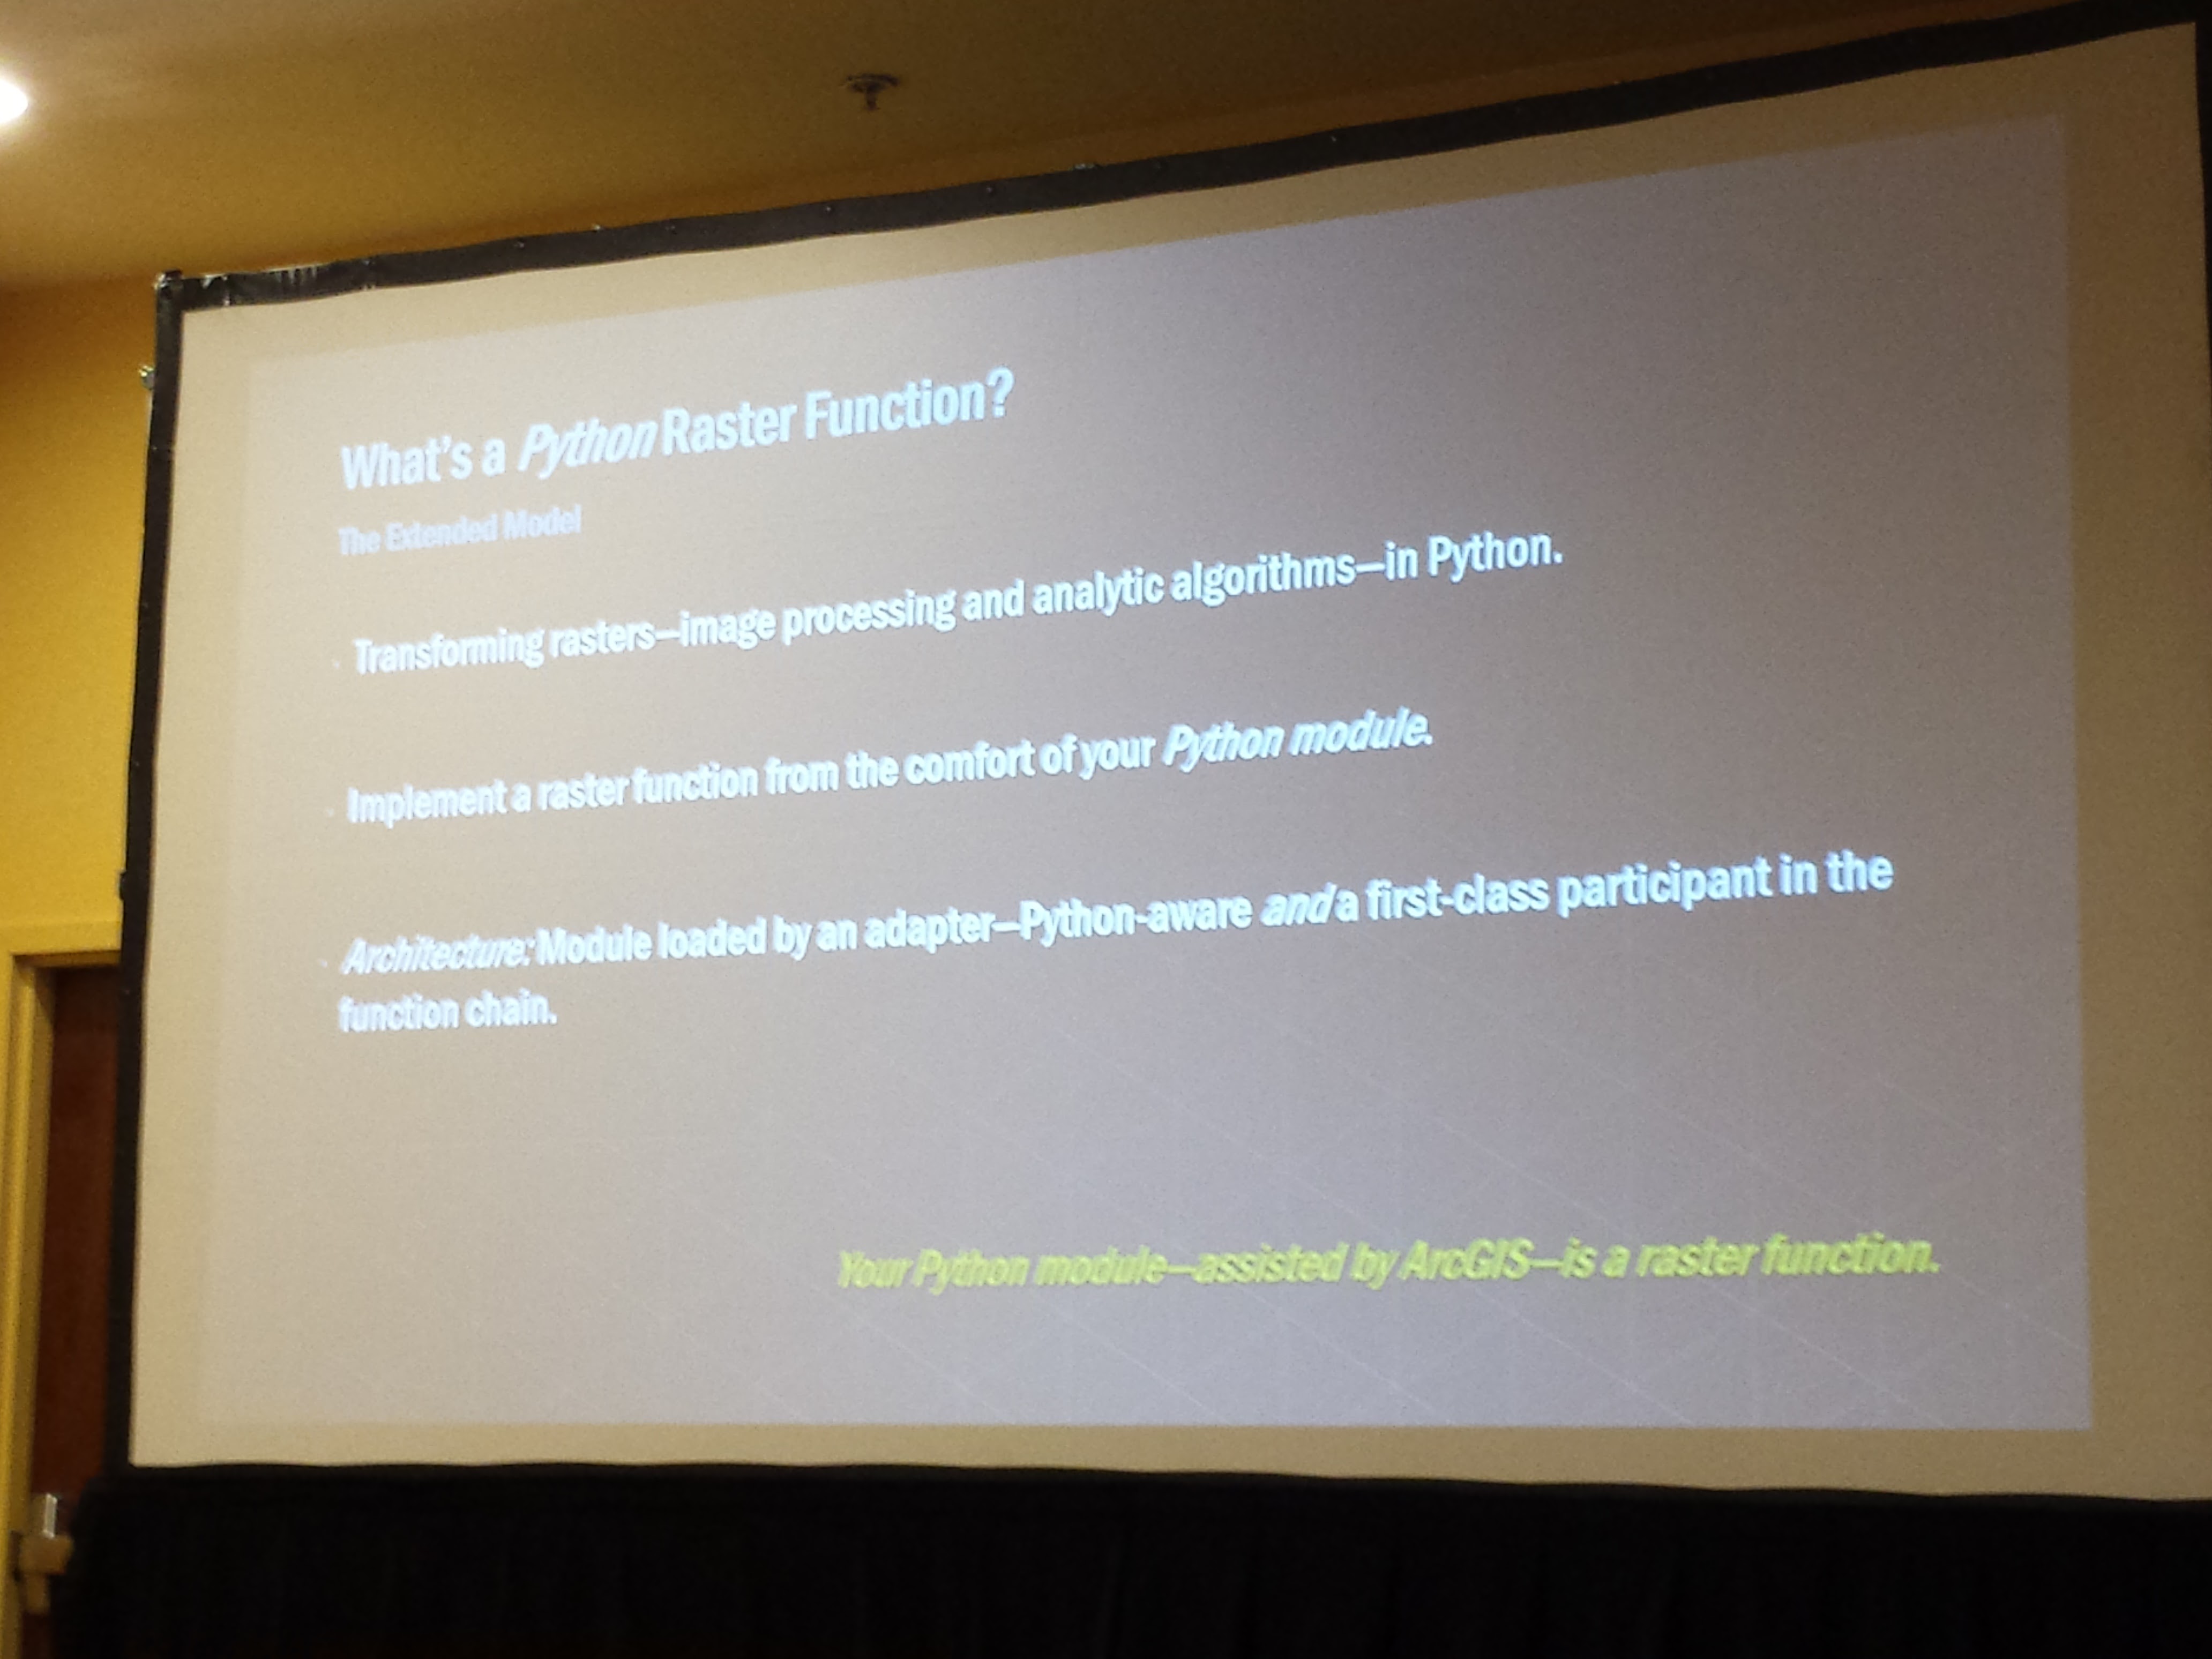 What's a Python Raster Function?
The Extended Model
Transforming rasters—image processing and analytic algorithms—in Python.
Implement a raster function from the comfort of your Python module.
Architecture: Module loaded by an adapter—Python-aware and a first-class participant in the
function chain.
Your Python module—assisted by ArcGIS—is a raster function.